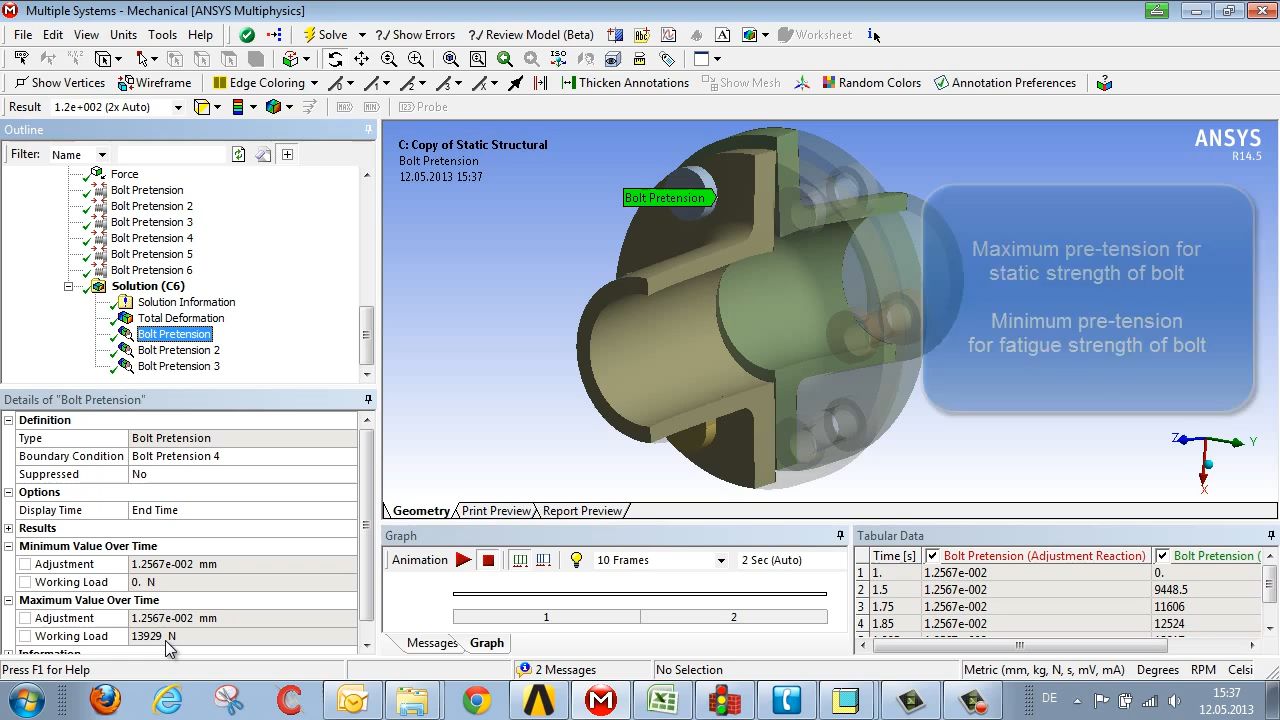 Multiple Systems - Mechanical [ANSYS Multiphysics]
File Edit View Units Tools Help Solve ?/ Show Errors ?/ Review Model (Beta) A Worksheet
Show Vertices Wireframe Edge Coloring Thicken Annotations Show Mesh Random Colors Annotation Preferences
Result 1.2e+002 (2x Auto) MAX MIN 123 Probe
Outline
Filter: Name
Force
Bolt Pretension
Bolt Pretension 2
Bolt Pretension 3
Bolt Pretension 4
Bolt Pretension 5
Bolt Pretension 6
Solution (C6)
Solution Information
Total Deformation
Bolt Pretension
Bolt Pretension 2
Bolt Pretension 3
Details of "Bolt Pretension"
Definition
Type Bolt Pretension
Boundary Condition Bolt Pretension 4
Suppressed No
Options
Display Time End Time
Results
Minimum Value Over Time
Adjustment 1.2567e-002 mm
Working Load 0. N
Maximum Value Over Time
Adjustment 1.2567e-002 mm
Working Load 13929 N
Information
C: Copy of Static Structural
Bolt Pretension
12.05.2013 15:37
ANSYS
R14.5
Bolt Pretension
Maximum pre-tension for
static strength of bolt
Minimum pre-tension
for fatigue strength of bolt
Z Y
X
Geometry Print Preview Report Preview
Graph
Animation 10 Frames 2 Sec (Auto)
1 2
Messages Graph
Tabular Data
Time [s] Bolt Pretension (Adjustment Reaction) Bolt Pretension (
1 1. 1.2567e-002 0.
2 1.5 1.2567e-002 9448.5
3 1.75 1.2567e-002 11606
4 1.85 1.2567e-002 12524
Press F1 for Help 2 Messages No Selection Metric (mm, kg, N, s, mV, mA) Degrees RPM Celsi
DE 15:37
12.05.2013